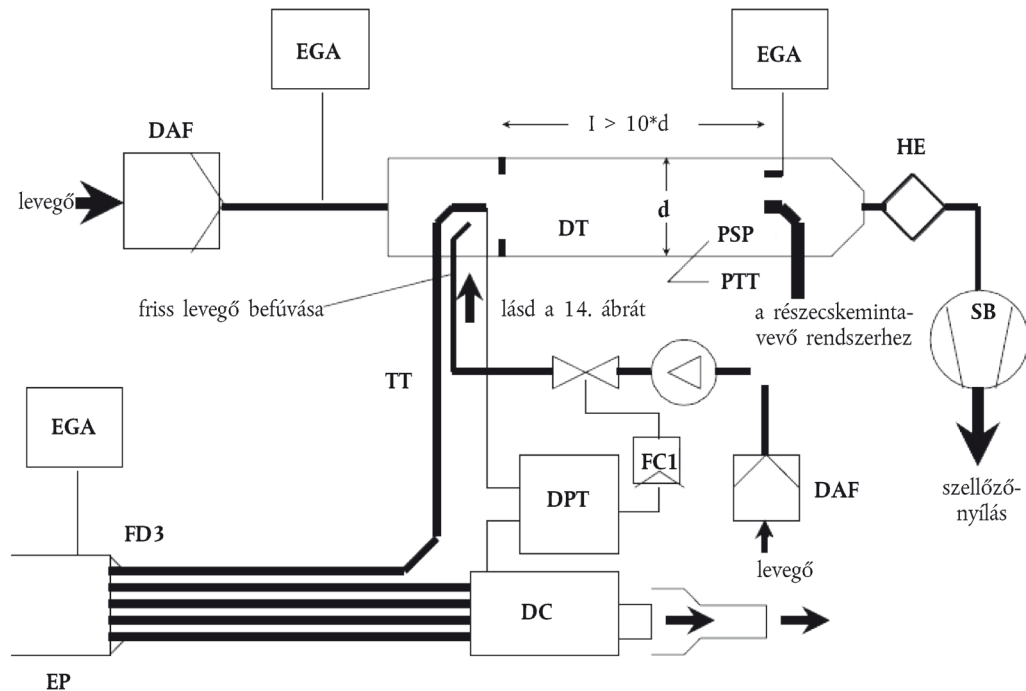 EGA
EGA
DAF
I > 10*d
HE
levegő
d
DT
PSP
PTT
friss levegő befúvása
lásd a 14. ábrát
a részecskeminta-
vevő rendszerhez
SB
TT
EGA
FC1
DPT
DAF
szellőző-
nyílás
FD3
levegő
DC
EP